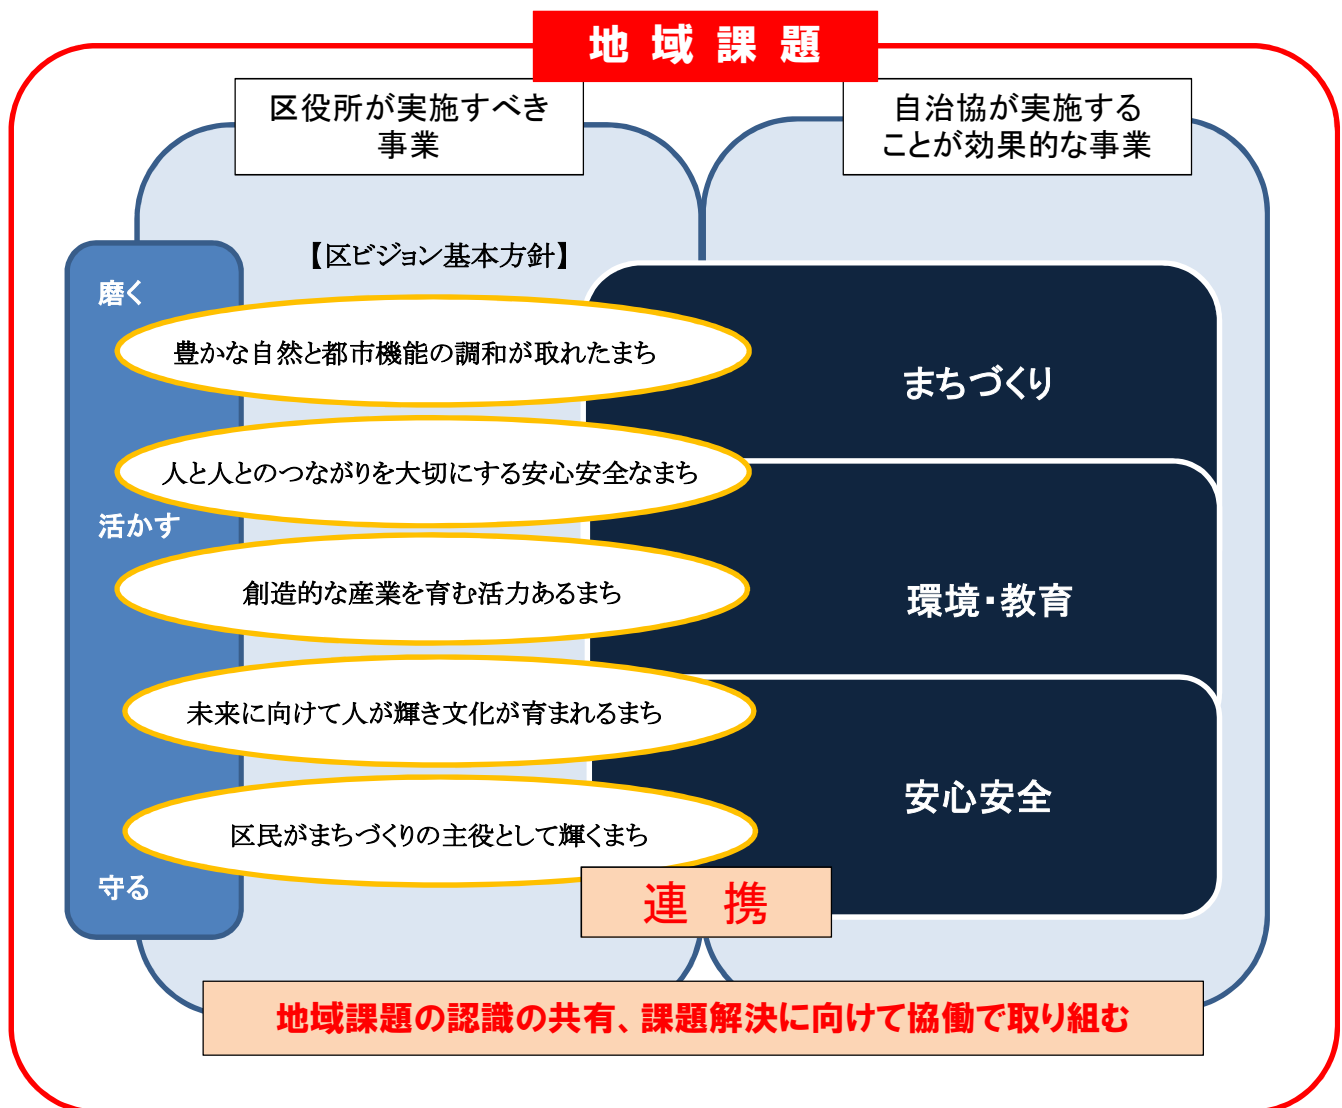 地域課題
区役所が実施すべき
事業
自治協が実施する
ことが効果的な事業
【区ビジョン基本方針】
磨く
豊かな自然と都市機能の調和が取れたまち
まちづくり
人と人とのつながりを大切にする安心安全なまち
活かす
創造的な産業を育む活力あるまち
環境・教育
未来に向けて人が輝き文化が育まれるまち
安心安全
区民がまちづくりの主役として輝くまち
守る
連携
地域課題の認識の共有、課題解決に向けて協働で取り組む